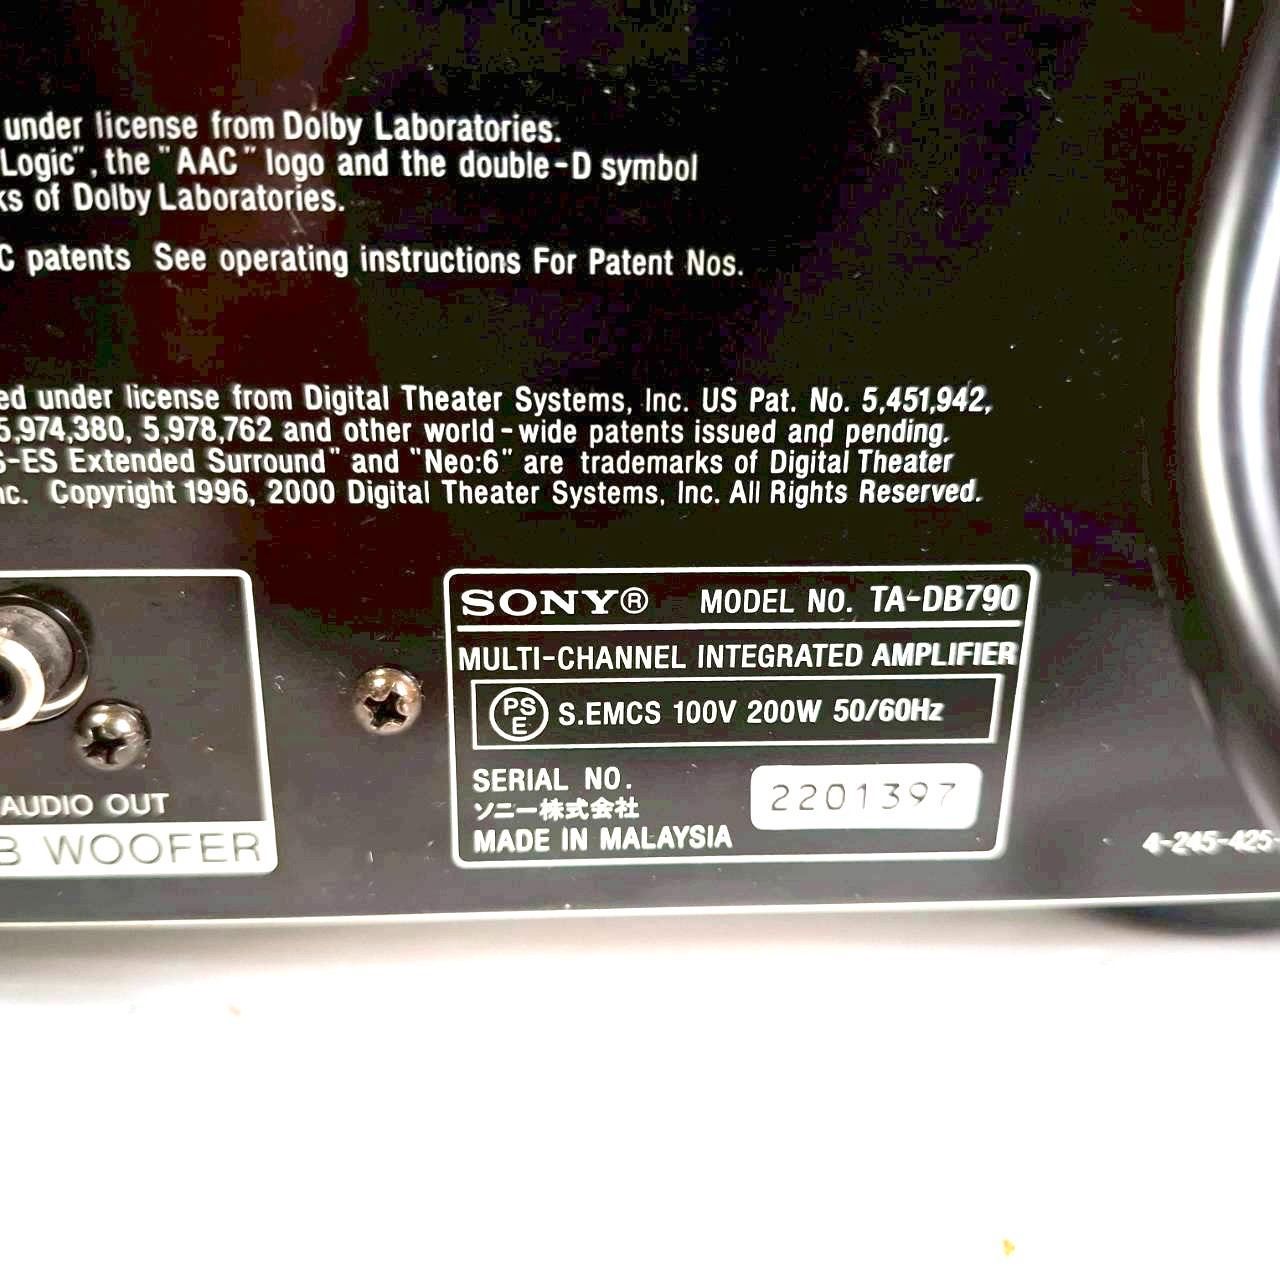 under license from Dolby Laboratories.
Logic", the "AAC" logo and the double-D symbol
ks of Dolby Laboratories.
C patents See operating instructions For Patent Nos.
ed under license from Digital Theater Systems, Inc. US Pat. No. 5,451,942,
5,974,380, 5,978,762 and other world-wide patents issued and pending.
S-ES Extended Surround" and "Neo:6" are trademarks of Digital Theater
nc. Copyright 1996, 2000 Digital Theater Systems, Inc. All Rights Reserved.
AUDIO OUT
B WOOFER
SONY® MODEL NO. TA-DB790
MULTI-CHANNEL INTEGRATED AMPLIFIER
PS E S.EMCS 100V 200W 50/60Hz
SERIAL NO. 2201397
ソニー株式会社
MADE IN MALAYSIA
4-245-425-